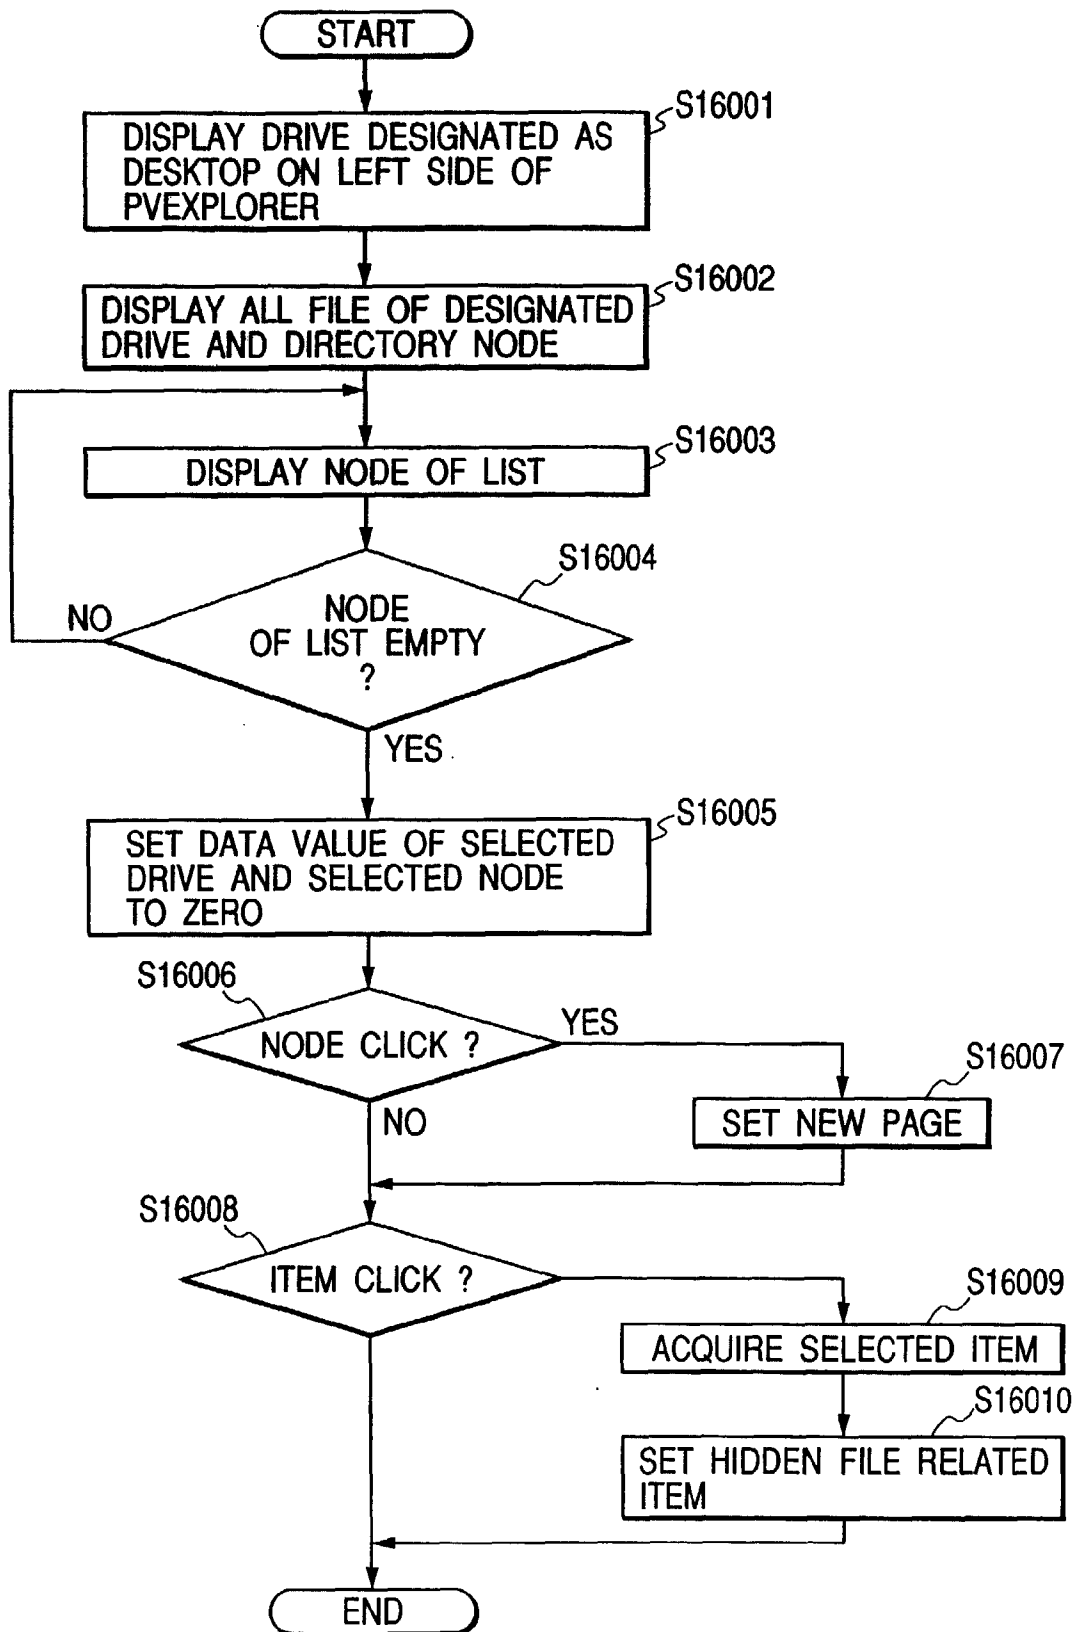 START
S16001
DISPLAY DRIVE DESIGNATED AS
DESKTOP ON LEFT SIDE OF
PVEXPLORER
S16002
DISPLAY ALL FILE OF DESIGNATED
DRIVE AND DIRECTORY NODE
S16003
DISPLAY NODE OF LIST
S16004
NODE
OF LIST EMPTY
?
NO
YES
S16005
SET DATA VALUE OF SELECTED
DRIVE AND SELECTED NODE
TO ZERO
S16006
NODE CLICK ?
YES
NO
S16007
SET NEW PAGE
S16008
ITEM CLICK ?
S16009
ACQUIRE SELECTED ITEM
S16010
SET HIDDEN FILE RELATED
ITEM
END